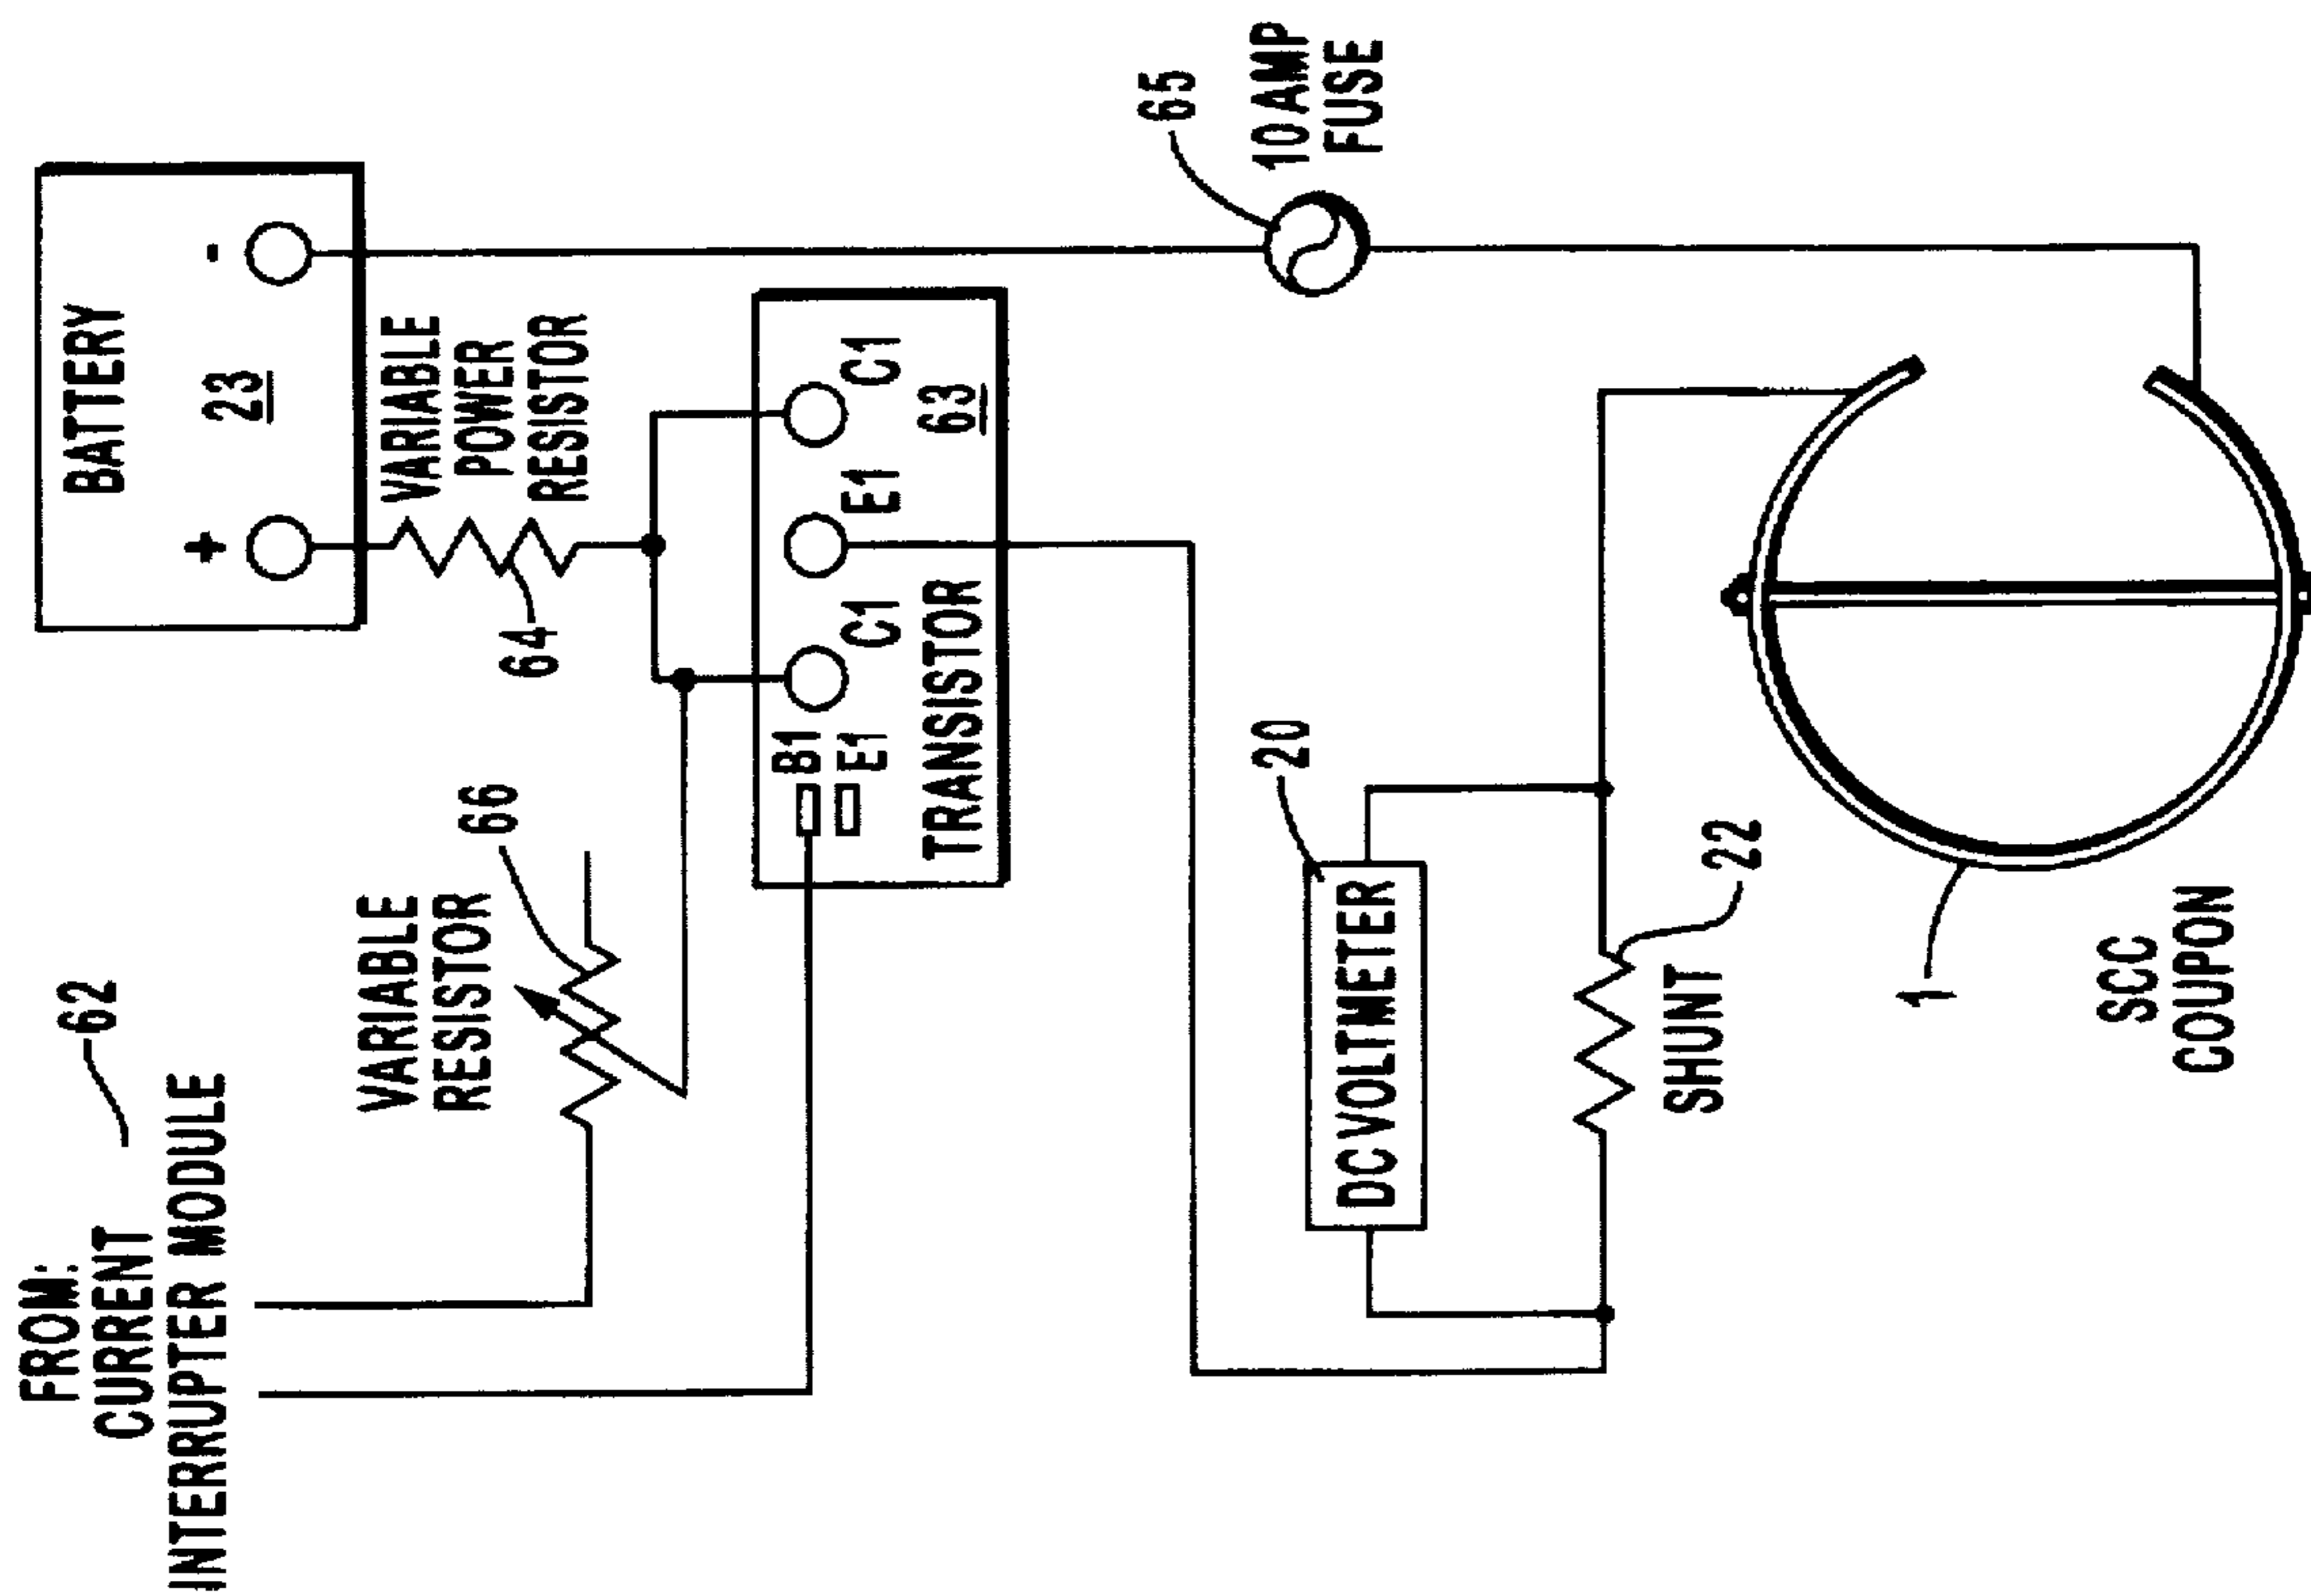 FROM:
CURRENT
INTERRUPTER MODULE
62
VARIABLE
RESISTOR
66
BATTERY
23
+
-
VARIABLE
POWER
RESISTOR
64
B1
E1
C1
E1
C1
TRANSISTOR
63
65
10 AMP
FUSE
20
DC VOLTMETER
22
SHUNT
1
SCC
COUPON